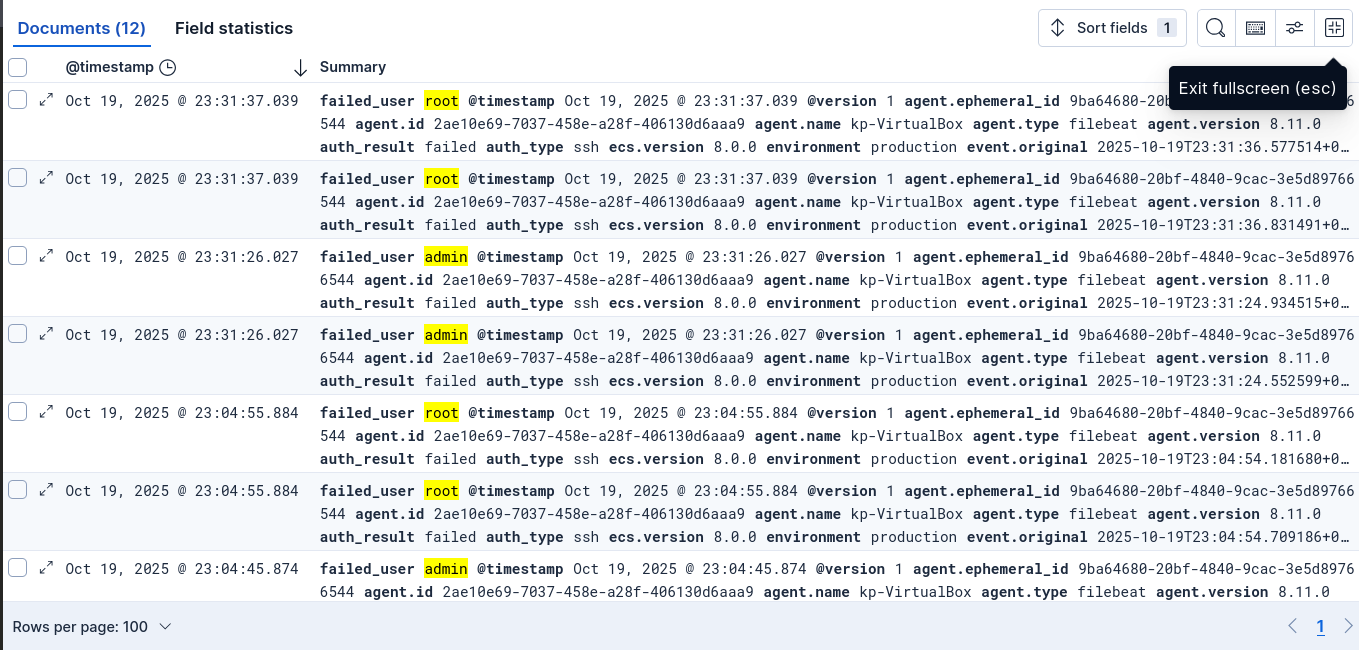 Documents (12) Field statistics Sort fields 1
@timestamp Summary
Exit fullscreen (esc)
Oct 19, 2025 @ 23:31:37.039 failed_user root @timestamp Oct 19, 2025 @ 23:31:37.039 @version 1 agent.ephemeral_id 9ba64680-20b 6
544 agent.id 2ae10e69-7037-458e-a28f-406130d6aaa9 agent.name kp-VirtualBox agent.type filebeat agent.version 8.11.0
auth_result failed auth_type ssh ecs.version 8.0.0 environment production event.original 2025-10-19T23:31:36.577514+0…
Oct 19, 2025 @ 23:31:37.039 failed_user root @timestamp Oct 19, 2025 @ 23:31:37.039 @version 1 agent.ephemeral_id 9ba64680-20bf-4840-9cac-3e5d89766
544 agent.id 2ae10e69-7037-458e-a28f-406130d6aaa9 agent.name kp-VirtualBox agent.type filebeat agent.version 8.11.0
auth_result failed auth_type ssh ecs.version 8.0.0 environment production event.original 2025-10-19T23:31:36.831491+0…
Oct 19, 2025 @ 23:31:26.027 failed_user admin @timestamp Oct 19, 2025 @ 23:31:26.027 @version 1 agent.ephemeral_id 9ba64680-20bf-4840-9cac-3e5d8976
6544 agent.id 2ae10e69-7037-458e-a28f-406130d6aaa9 agent.name kp-VirtualBox agent.type filebeat agent.version 8.11.0
auth_result failed auth_type ssh ecs.version 8.0.0 environment production event.original 2025-10-19T23:31:24.934515+0…
Oct 19, 2025 @ 23:31:26.027 failed_user admin @timestamp Oct 19, 2025 @ 23:31:26.027 @version 1 agent.ephemeral_id 9ba64680-20bf-4840-9cac-3e5d8976
6544 agent.id 2ae10e69-7037-458e-a28f-406130d6aaa9 agent.name kp-VirtualBox agent.type filebeat agent.version 8.11.0
auth_result failed auth_type ssh ecs.version 8.0.0 environment production event.original 2025-10-19T23:31:24.552599+0…
Oct 19, 2025 @ 23:04:55.884 failed_user root @timestamp Oct 19, 2025 @ 23:04:55.884 @version 1 agent.ephemeral_id 9ba64680-20bf-4840-9cac-3e5d89766
544 agent.id 2ae10e69-7037-458e-a28f-406130d6aaa9 agent.name kp-VirtualBox agent.type filebeat agent.version 8.11.0
auth_result failed auth_type ssh ecs.version 8.0.0 environment production event.original 2025-10-19T23:04:54.181680+0…
Oct 19, 2025 @ 23:04:55.884 failed_user root @timestamp Oct 19, 2025 @ 23:04:55.884 @version 1 agent.ephemeral_id 9ba64680-20bf-4840-9cac-3e5d89766
544 agent.id 2ae10e69-7037-458e-a28f-406130d6aaa9 agent.name kp-VirtualBox agent.type filebeat agent.version 8.11.0
auth_result failed auth_type ssh ecs.version 8.0.0 environment production event.original 2025-10-19T23:04:54.709186+0…
Oct 19, 2025 @ 23:04:45.874 failed_user admin @timestamp Oct 19, 2025 @ 23:04:45.874 @version 1 agent.ephemeral_id 9ba64680-20bf-4840-9cac-3e5d8976
6544 agent.id 2ae10e69-7037-458e-a28f-406130d6aaa9 agent.name kp-VirtualBox agent.type filebeat agent.version 8.11.0
Rows per page: 100 1